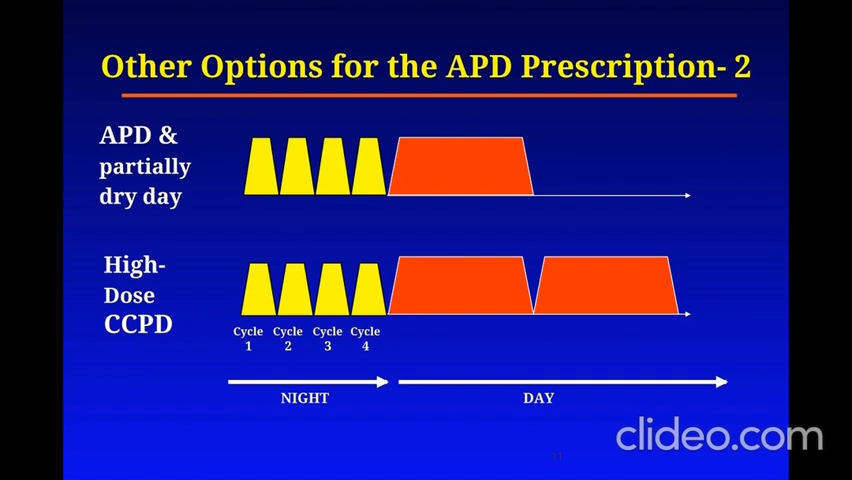 Other Options for the APD Prescription- 2
APD &
partially
dry day
High-
Dose
CCPD
Cycle Cycle Cycle Cycle
1 2 3 4
NIGHT
DAY
11
clideo.com